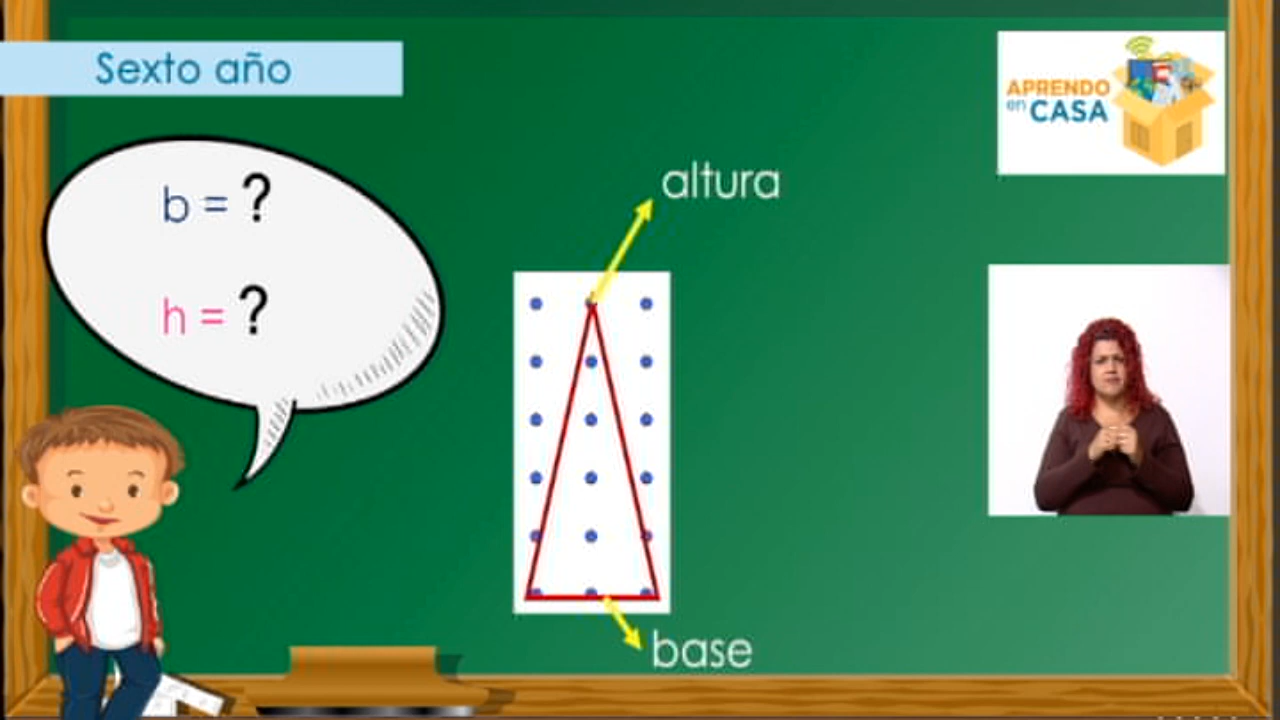 Sexto año
APRENDO
en CASA
b = ?
h = ?
altura
base